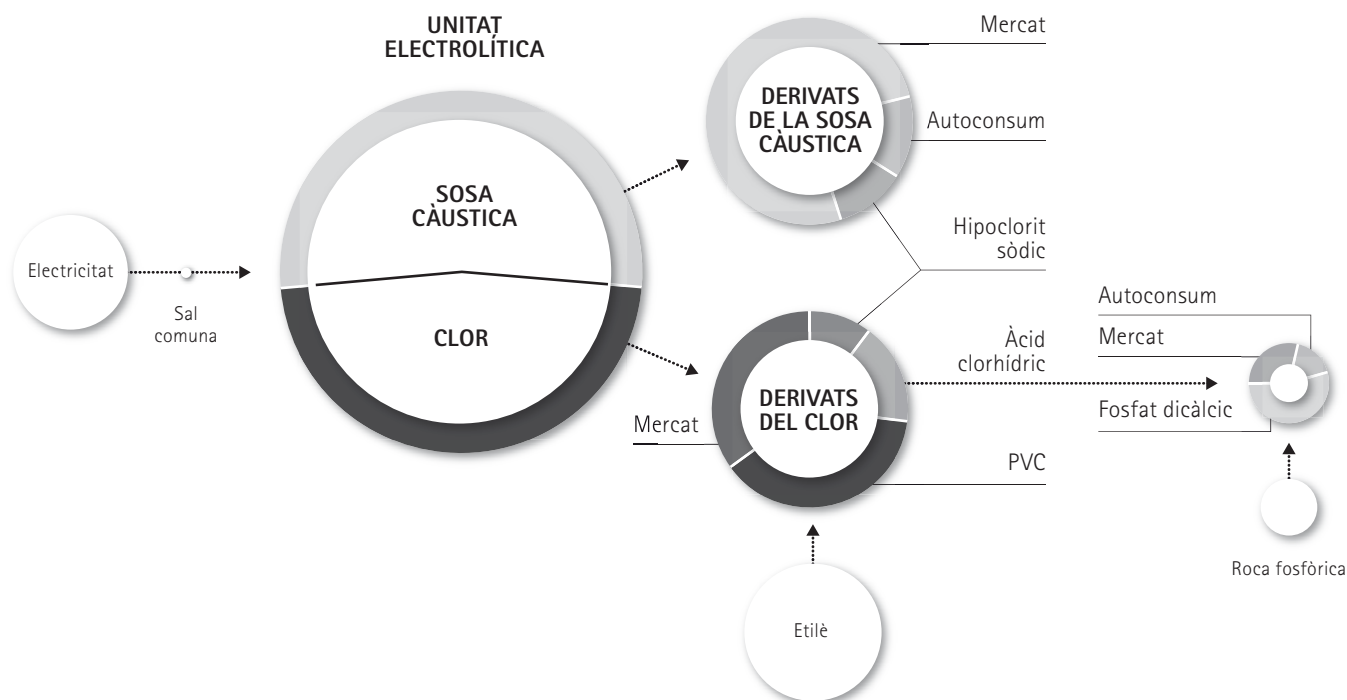 UNITAT
ELECTROLÍTICA
Mercat
DERIVATS
DE LA SOSA
CÀUSTICA
Autoconsum
SOSA
CÀUSTICA
Hipoclorit
sòdic
Electricitat
Sal
comuna
CLOR
Àcid
clorhídric
Autoconsum
Mercat
Fosfat dicàlcic
DERIVATS
DEL CLOR
Mercat
PVC
Roca fosfòrica
Etilè